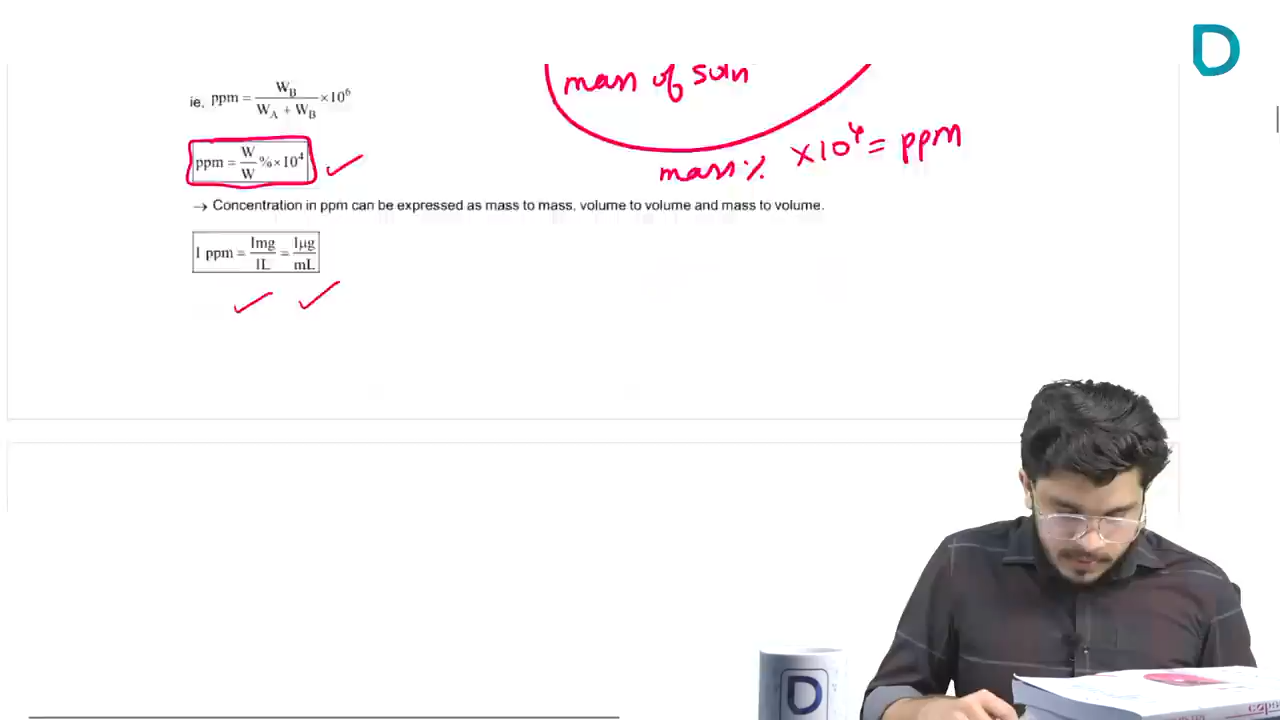 D
mass of soln
ie, ppm = W_B / (W_A + W_B) ×10^6
mass % ×10^4 = ppm
ppm = W/W % ×10^4 ✓
→ Concentration in ppm can be expressed as mass to mass, volume to volume and mass to volume.
1 ppm = 1mg/1L = 1μg/mL
✓ ✓
D